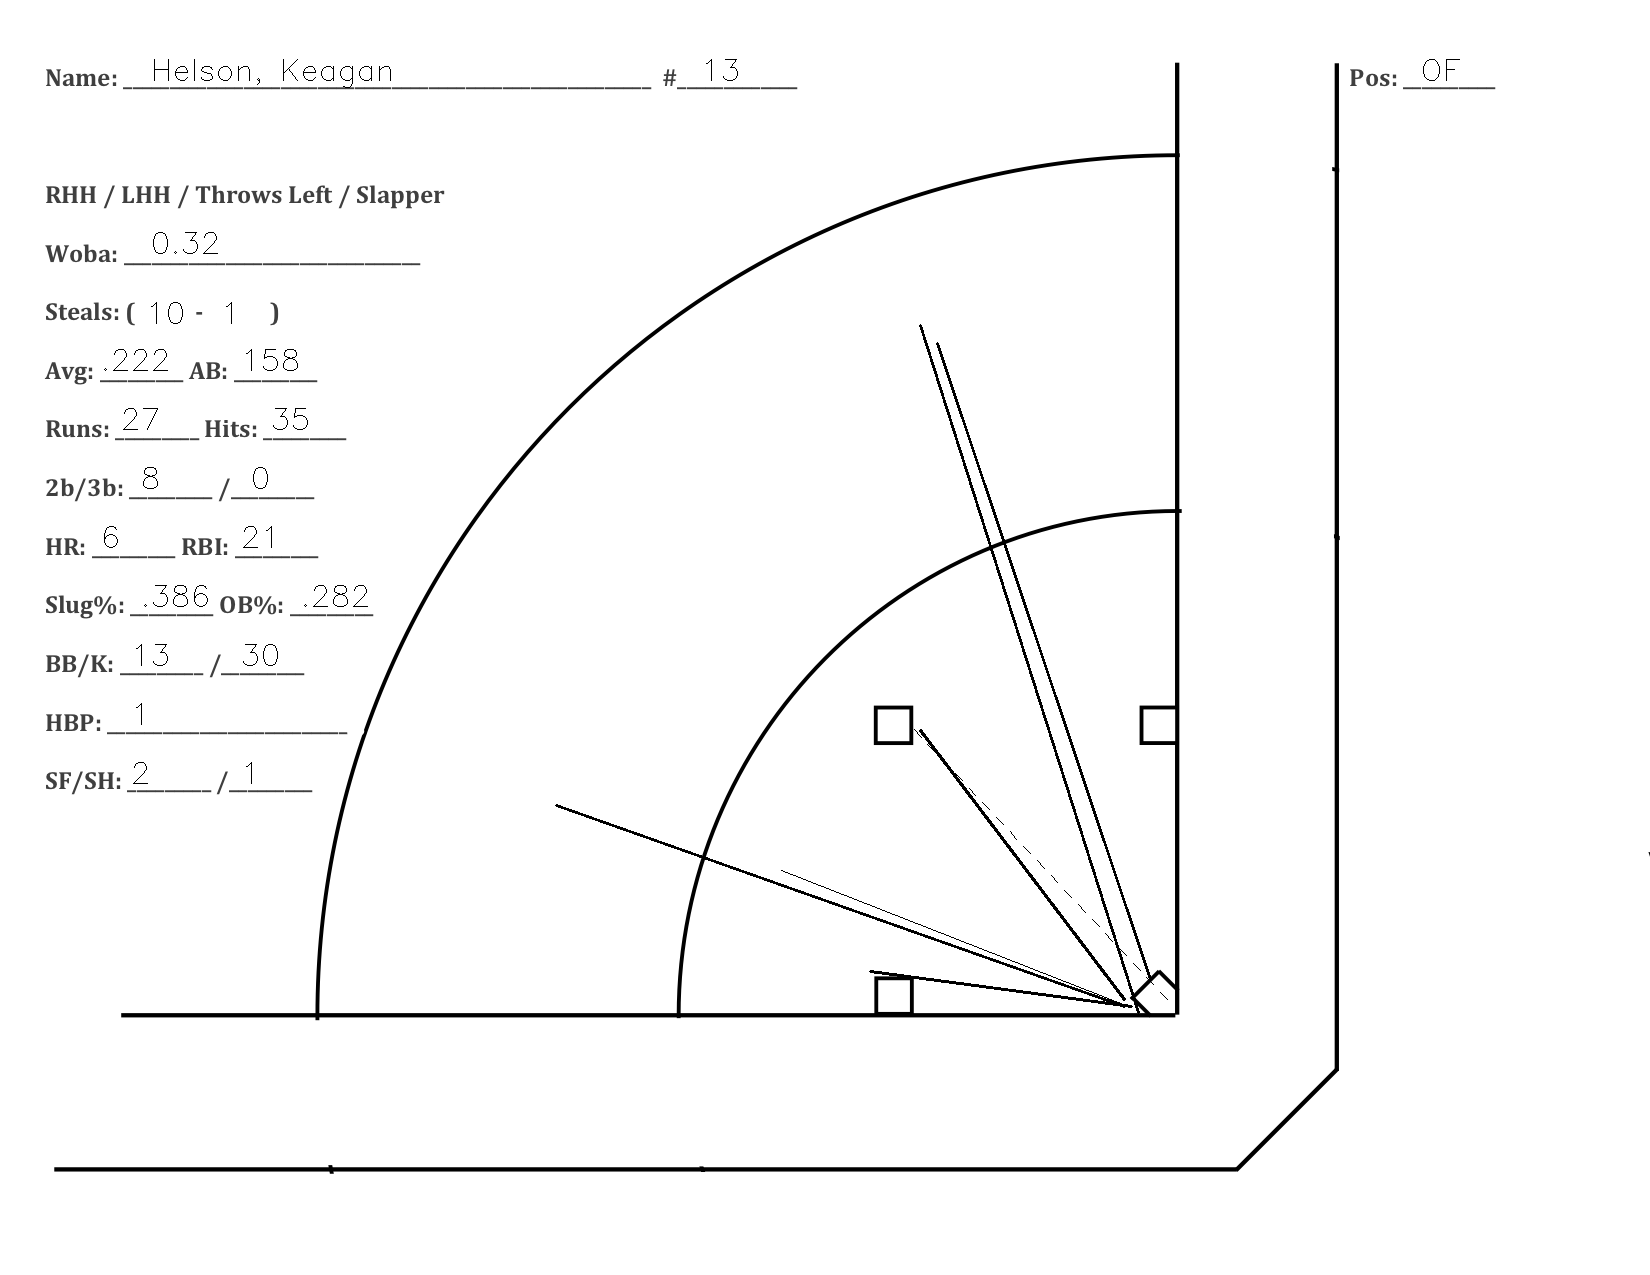 Name: Helson, Keagan # 13 Pos: OF
RHH / LHH / Throws Left / Slapper
Woba: 0.32
Steals: ( 10 - 1 )
Avg: .222 AB: 158
Runs: 27 Hits: 35
2b/3b: 8 / 0
HR: 6 RBI: 21
Slug%: .386 OB%: .282
BB/K: 13 / 30
HBP: 1
SF/SH: 2 / 1